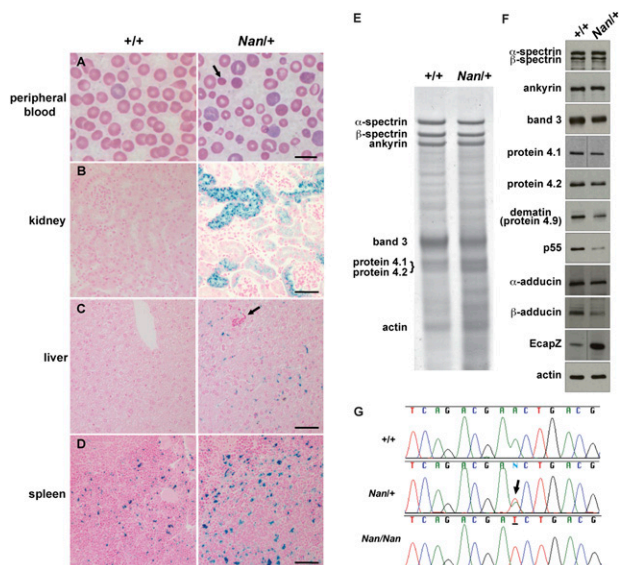 +/+ Nan/+
A
peripheral
blood
B
kidney
C
liver
D
spleen
E
+/+ Nan/+
α-spectrin
β-spectrin
ankyrin
band 3
protein 4.1
protein 4.2
actin
F
+/+ Nan/+
α-spectrin
β-spectrin
ankyrin
band 3
protein 4.1
protein 4.2
dematin
(protein 4.9)
p55
α-adducin
β-adducin
EcapZ
actin
G
T C A G A C G A A C T G A C G
+/+
T C A G A C G A N C T G A C G
Nan/+
T C A G A C G A T C T G A C G
Nan/Nan